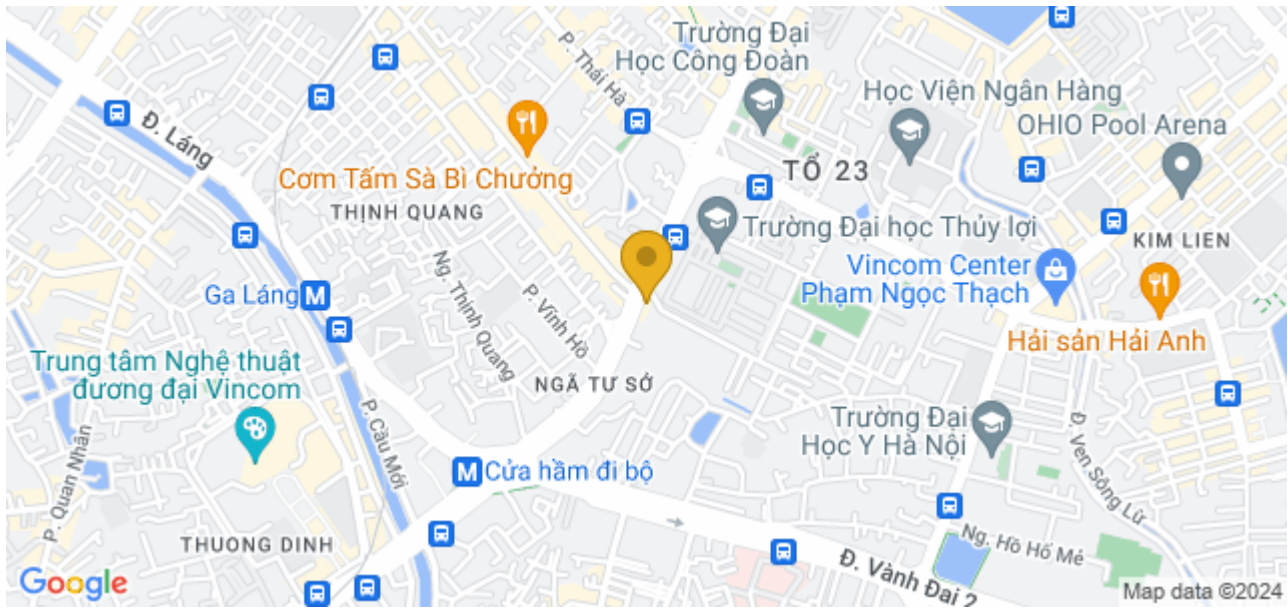 Trường Đại
Học Công Đoàn
P. Thái Hà
Học Viện Ngân Hàng
OHIO Pool Arena
Đ. Láng
Cơm Tấm Sà Bì Chưởng
TỔ 23
THỊNH QUANG
Trường Đại học Thủy lợi
KIM LIEN
Ng. Thịnh Quang
P. Vĩnh Hồ
Vincom Center
Phạm Ngọc Thạch
Ga Láng
M
Hải sản Hải Anh
Trung tâm Nghệ thuật
đương đại Vincom
NGÃ TƯ SỞ
P. Cầu Mới
Trường Đại
Học Y Hà Nội
Đ. Ven Sông Lừ
P. Quan Nhân
M
Cửa hầm đi bộ
THUONG DINH
Ng. Hồ Hố Mẻ
Đ. Vành Đai 2
Google
Map data ©2024